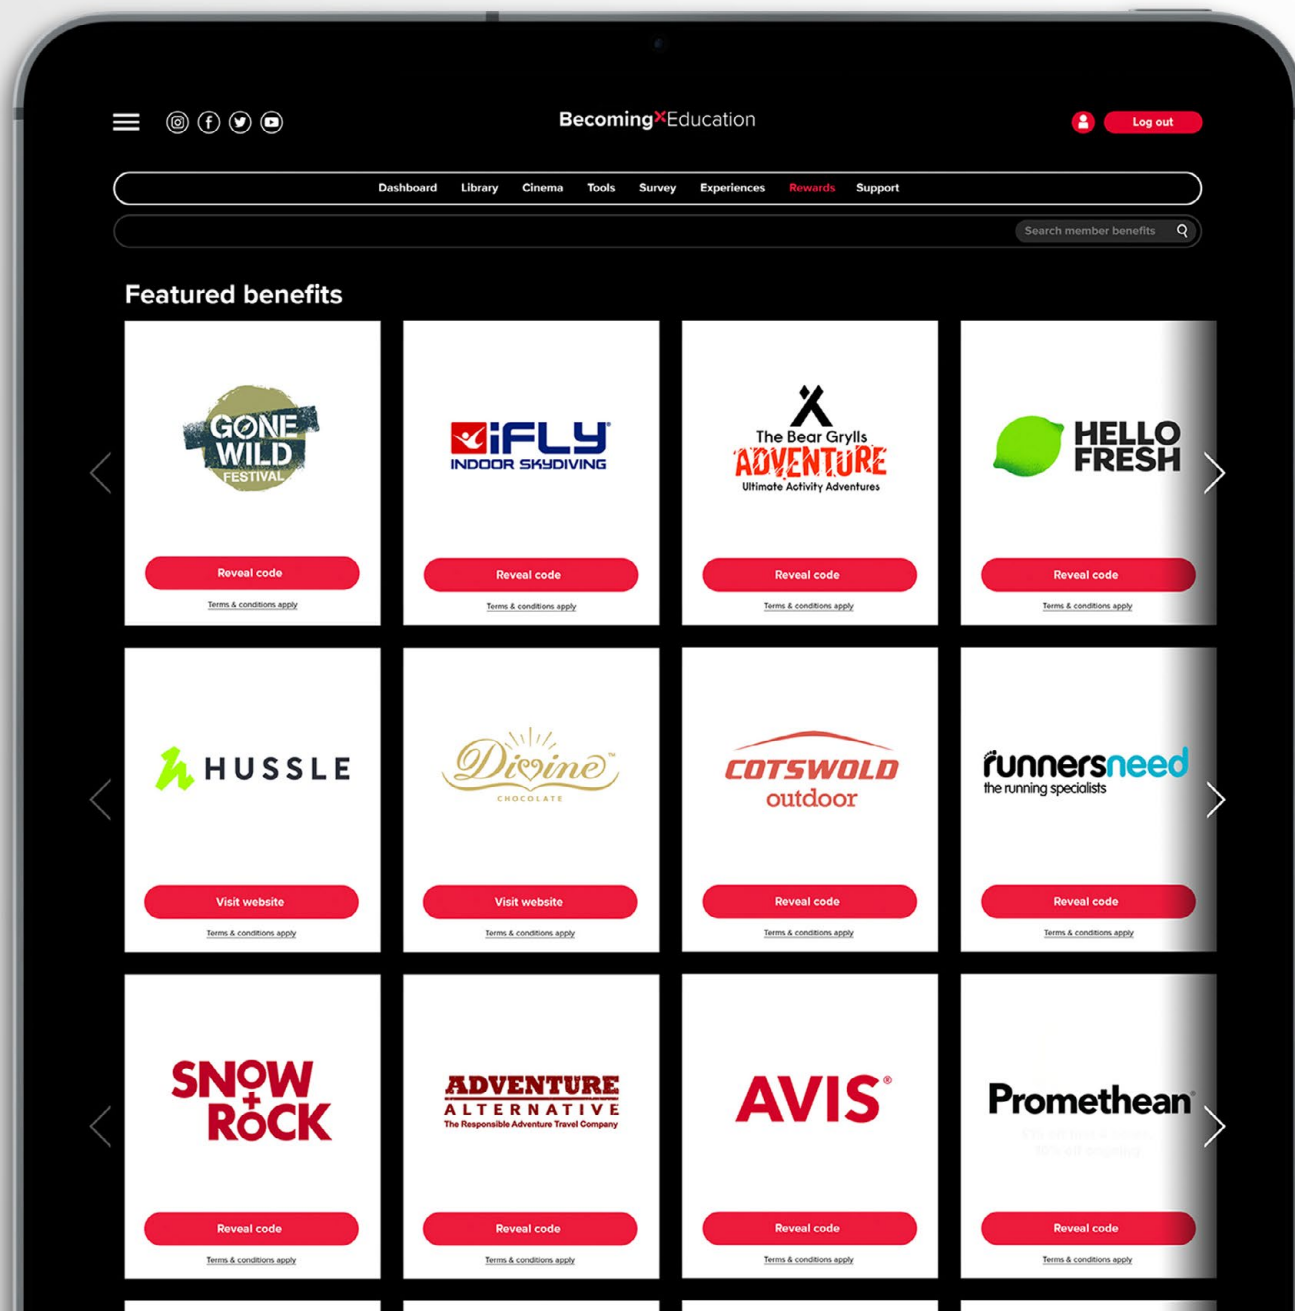 BecomingXEducation
Log out
Dashboard Library Cinema Tools Survey Experiences Rewards Support
Search member benefits
Featured benefits
GONE
WILD
FESTIVAL
Reveal code
Terms & conditions apply
iFLY
INDOOR SKYDIVING
Reveal code
Terms & conditions apply
The Bear Grylls
ADVENTURE
Ultimate Activity Adventures
Reveal code
Terms & conditions apply
HELLO
FRESH
Reveal code
Terms & conditions apply
HUSSLE
Visit website
Terms & conditions apply
Divine™
CHOCOLATE
Visit website
Terms & conditions apply
COTSWOLD
outdoor
Reveal code
Terms & conditions apply
runnersneed
the running specialists
Reveal code
Terms & conditions apply
SNOW
+
ROCK
Reveal code
Terms & conditions apply
ADVENTURE
ALTERNATIVE
The Responsible Adventure Travel Company
Reveal code
Terms & conditions apply
AVIS®
Reveal code
Terms & conditions apply
Promethean®
Reveal code
Terms & conditions apply